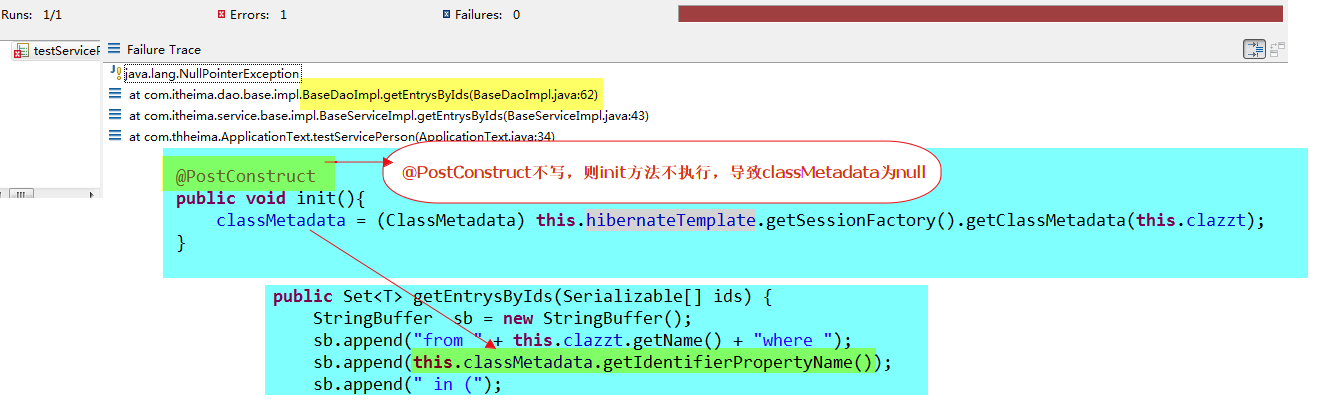 Runs: 1/1 Errors: 1 Failures: 0
testServiceP Failure Trace
java.lang.NullPointerException
at com.itheima.dao.base.impl.BaseDaoImpl.getEntrysByIds(BaseDaoImpl.java:62)
at com.itheima.service.base.impl.BaseServiceImpl.getEntrysByIds(BaseServiceImpl.java:43)
at com.thheima.ApplicationText.testServicePerson(ApplicationText.java:34)
@PostConstruct
@PostConstruct不写，则init方法不执行，导致classMetadata为null
public void init(){
classMetadata = (ClassMetadata) this.hibernateTemplate.getSessionFactory().getClassMetadata(this.clazzt);
}
public Set<T> getEntrysByIds(Serializable[] ids) {
StringBuffer sb = new StringBuffer();
sb.append("from " + this.clazzt.getName() + "where ");
sb.append(this.classMetadata.getIdentifierPropertyName());
sb.append(" in (");